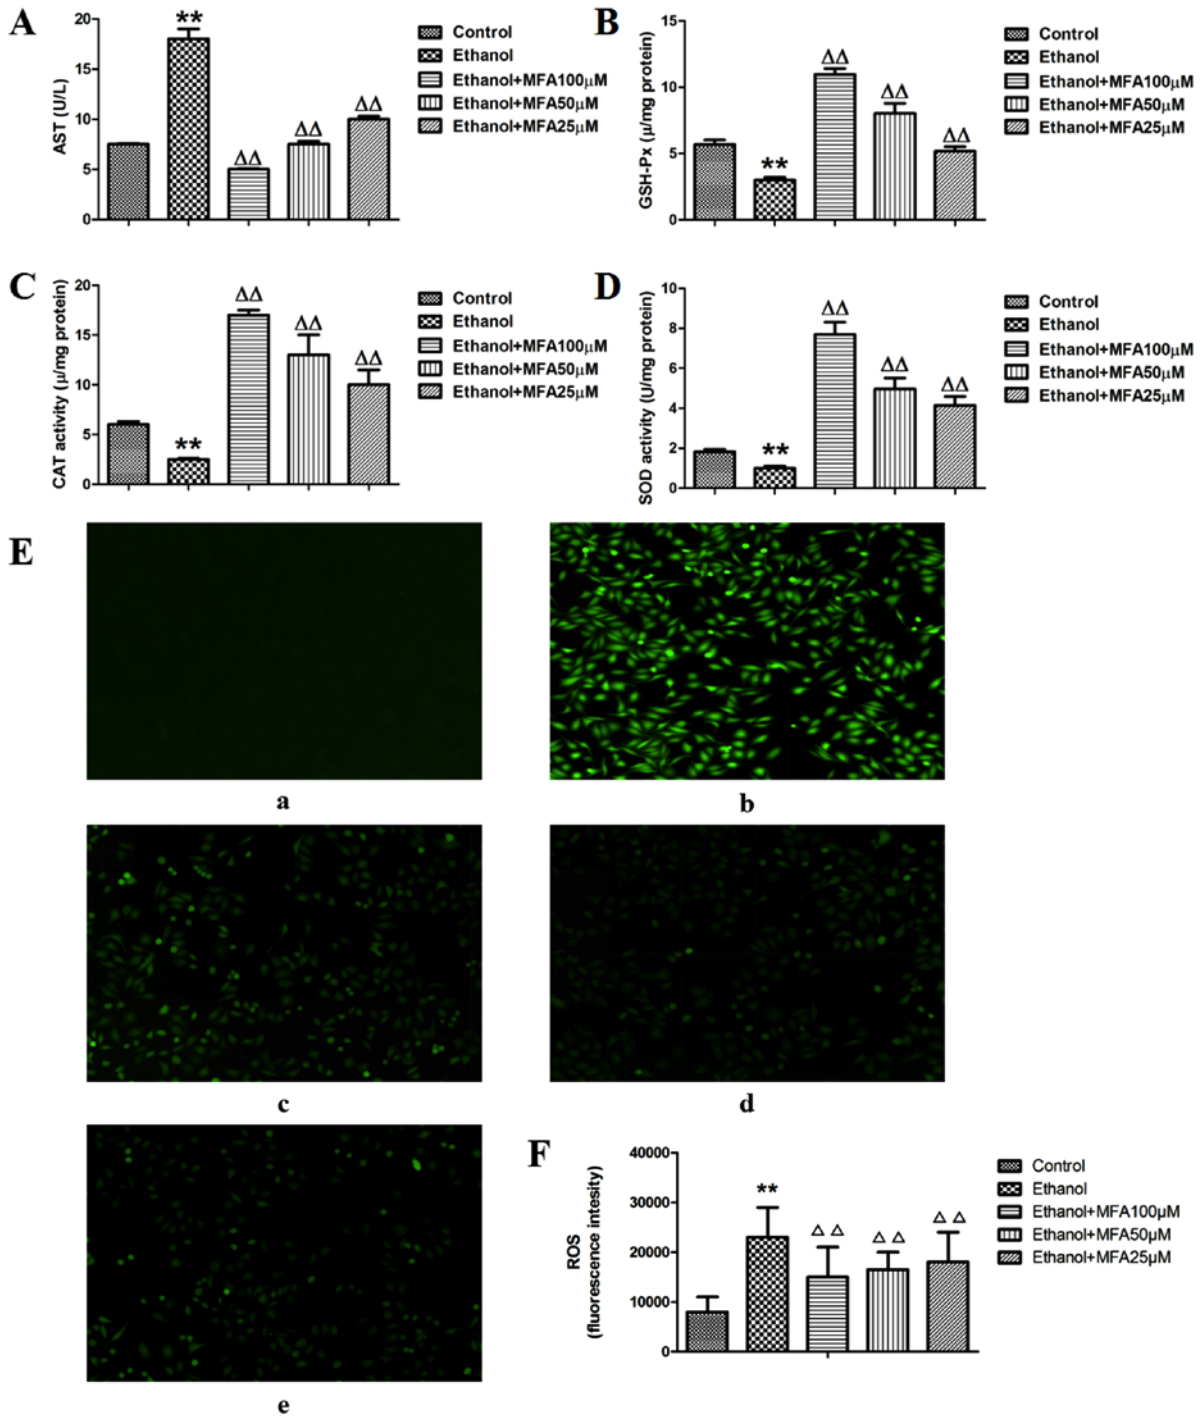 A
AST (U/L)
20
15
10
5
0
**
ΔΔ
ΔΔ
ΔΔ
Control
Ethanol
Ethanol+MFA100μM
Ethanol+MFA50μM
Ethanol+MFA25μM
B
GSH-Px (μ/mg protein)
15
10
5
0
**
ΔΔ
ΔΔ
ΔΔ
Control
Ethanol
Ethanol+MFA100μM
Ethanol+MFA50μM
Ethanol+MFA25μM
C
CAT activity (μ/mg protein)
20
15
10
5
0
**
ΔΔ
ΔΔ
ΔΔ
Control
Ethanol
Ethanol+MFA100μM
Ethanol+MFA50μM
Ethanol+MFA25μM
D
SOD activity (U/mg protein)
10
8
6
4
2
0
**
ΔΔ
ΔΔ
ΔΔ
Control
Ethanol
Ethanol+MFA100μM
Ethanol+MFA50μM
Ethanol+MFA25μM
E
a
b
c
d
e
F
ROS
(fluorescence intesity)
40000
30000
20000
10000
0
**
Δ Δ
Δ Δ
Δ Δ
Control
Ethanol
Ethanol+MFA100μM
Ethanol+MFA50μM
Ethanol+MFA25μM